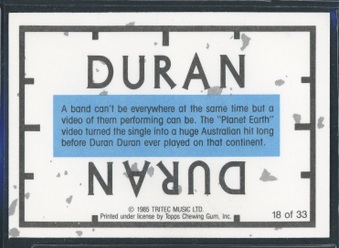 DURAN
A band can't be everywhere at the same time but a
video of them performing can be. The "Planet Earth"
video turned the single into a huge Australian hit long
before Duran Duran ever played on that continent.
DURAN
© 1985 TRITEC MUSIC LTD.
Printed under license by Topps Chewing Gum, Inc.
18 of 33